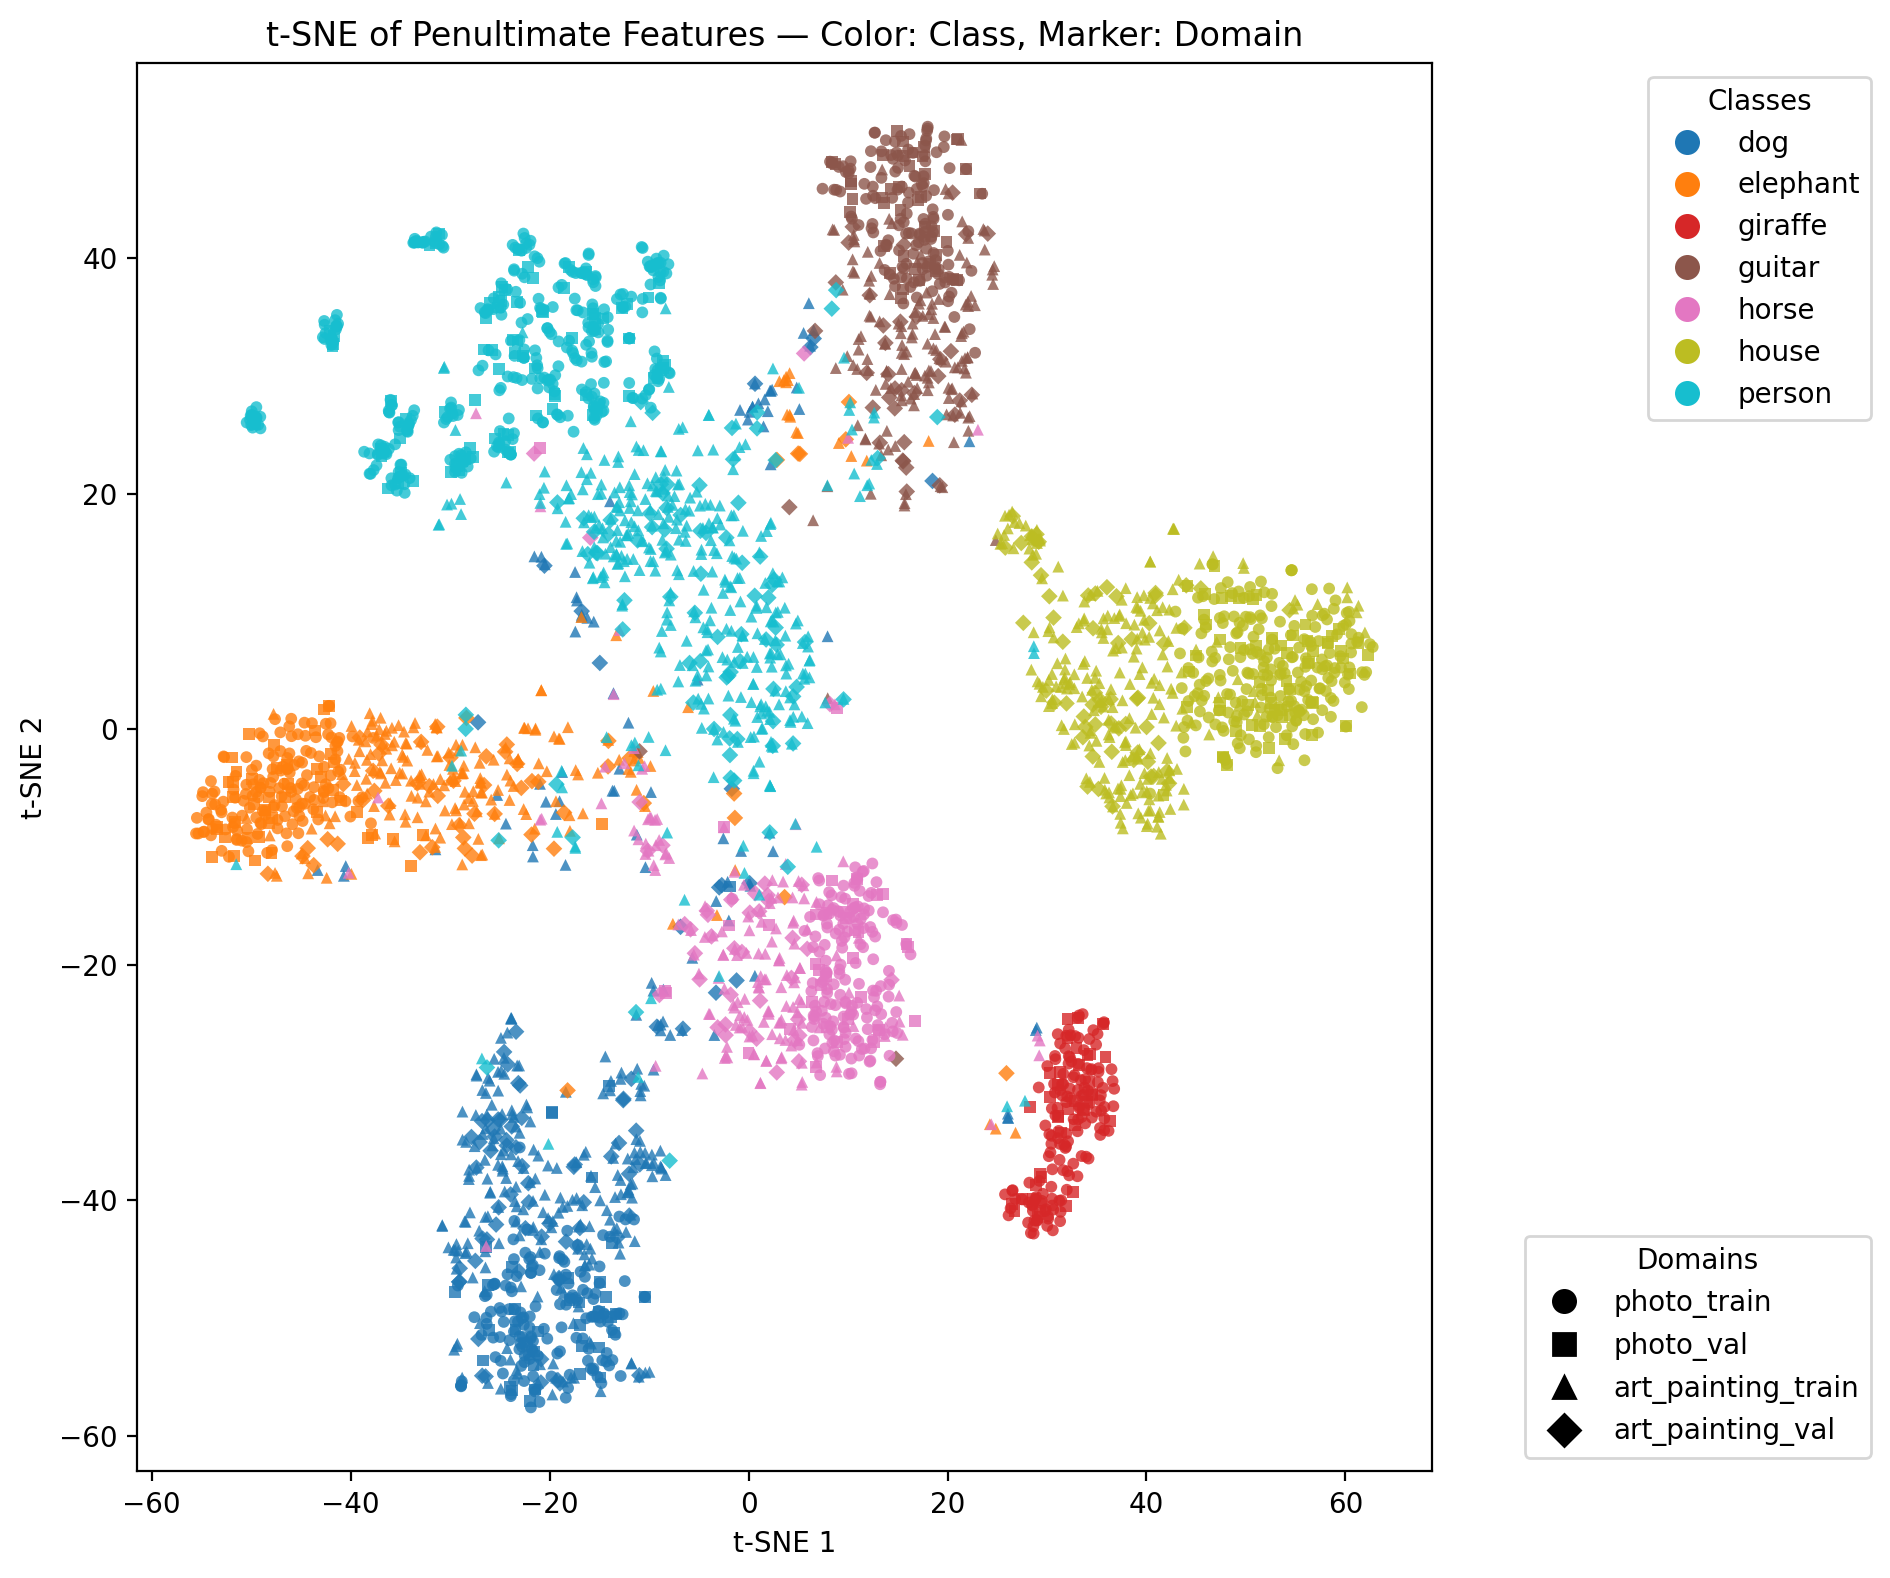 t-SNE of Penultimate Features — Color: Class, Marker: Domain
Classes
dog
elephant
giraffe
guitar
horse
house
person
40
20
0
−20
−40
−60
t-SNE 2
−60
−40
−20
0
20
40
60
t-SNE 1
Domains
photo_train
photo_val
art_painting_train
art_painting_val